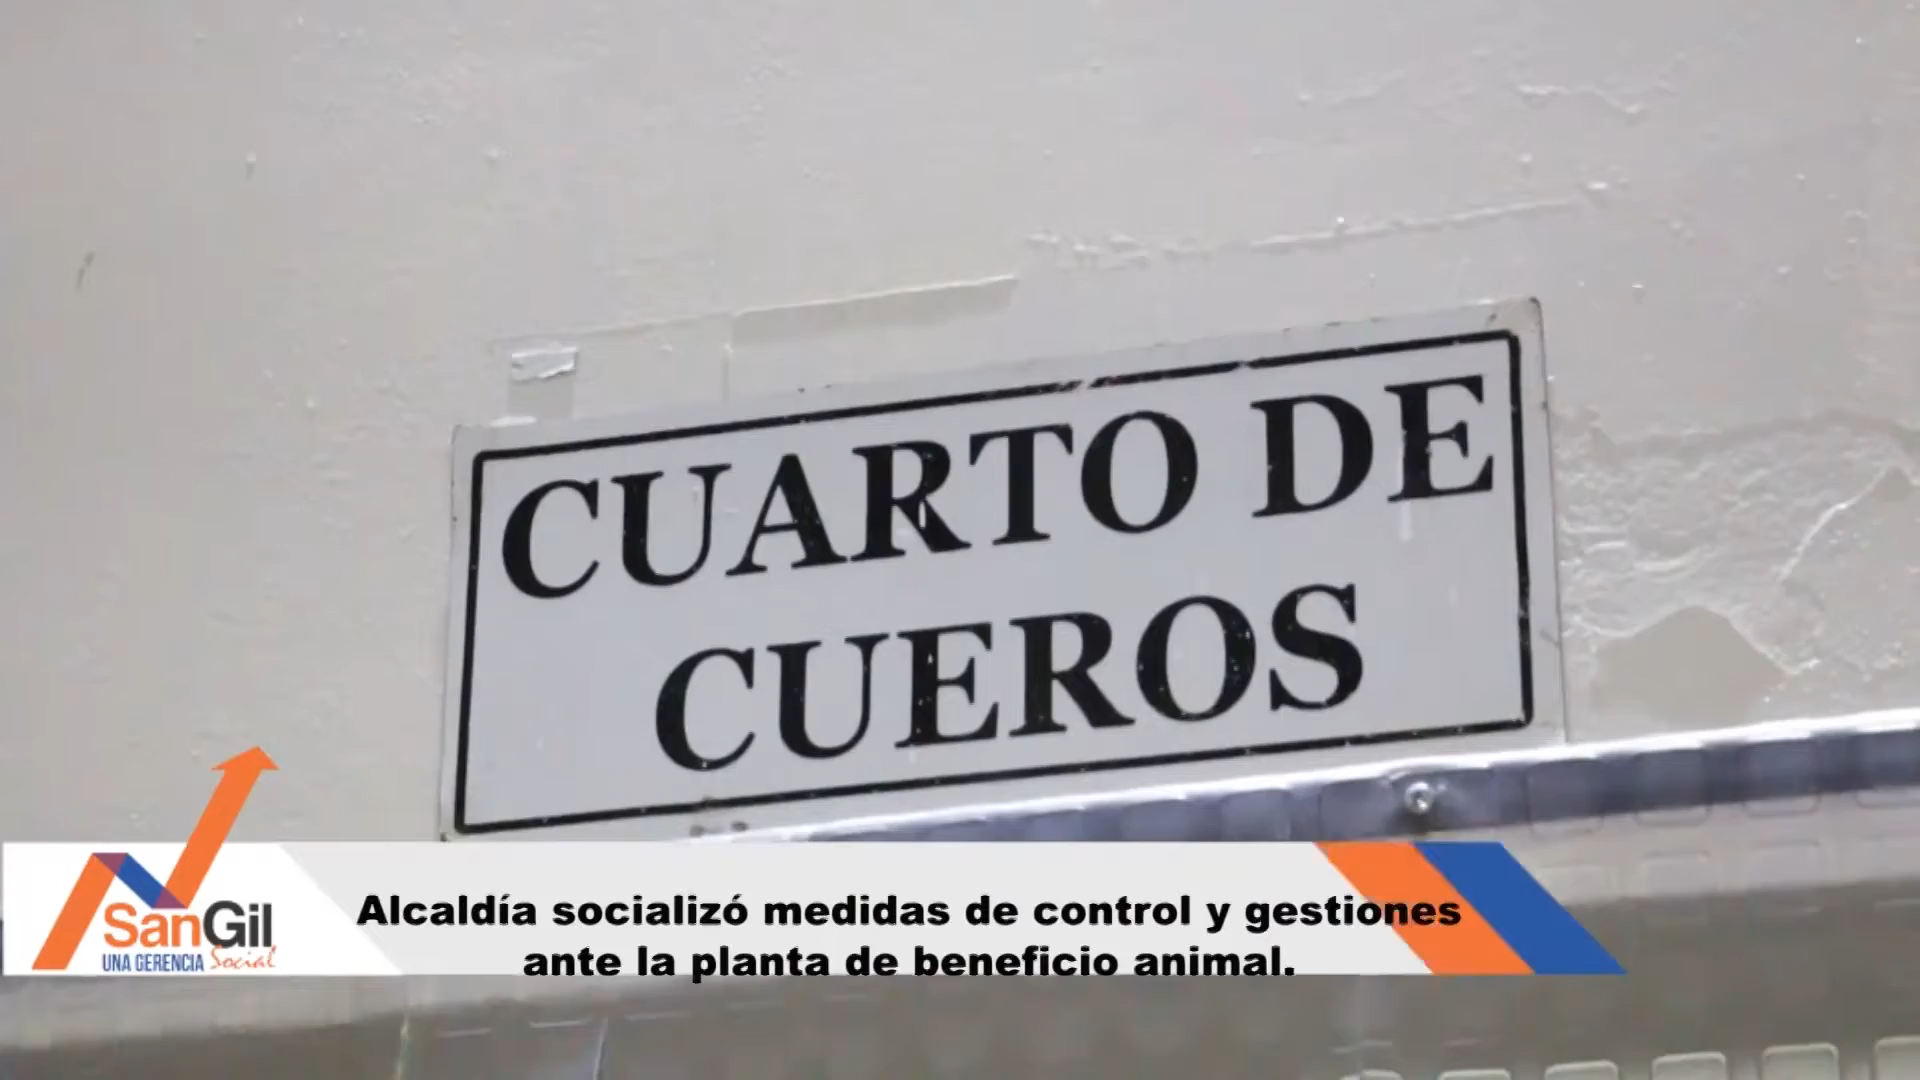 CUARTO DE
CUEROS
SanGil
UNA GERENCIA Social
Alcaldía socializó medidas de control y gestiones
ante la planta de beneficio animal.